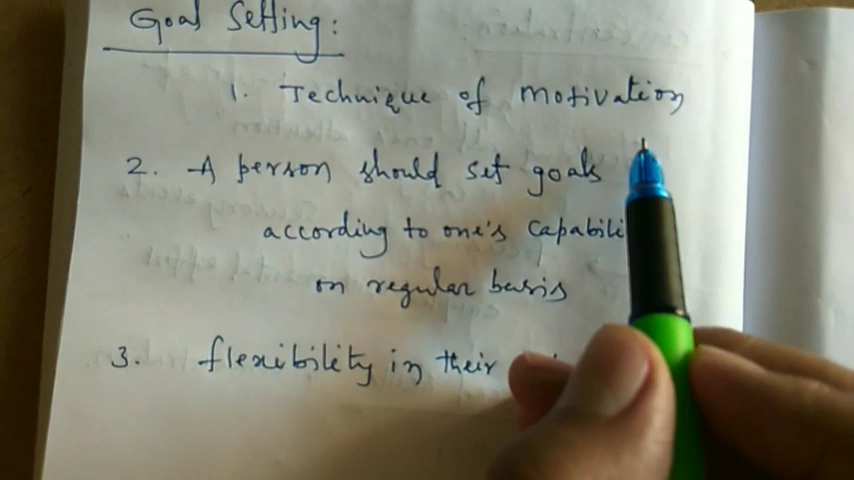 Goal Setting:
1. Technique of motivation
2. A person should set goals
according to one's Capabili
on regular basis
3. flexibility in their